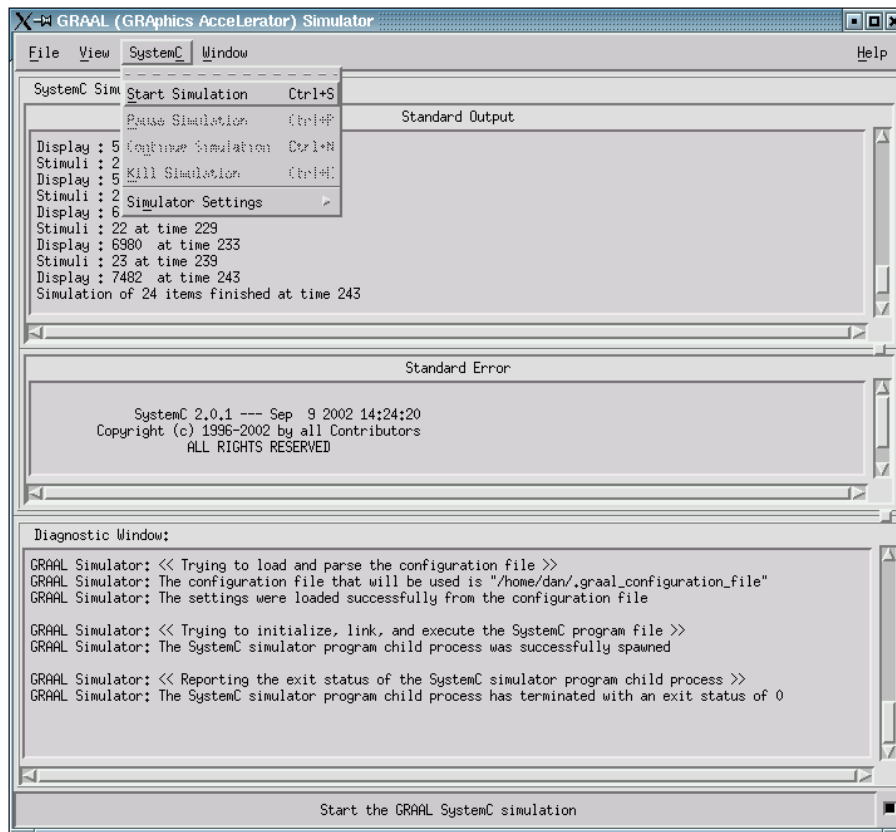 GRAAL (GRAphics AcceLerator) Simulator
File View SystemC Window Help
SystemC Simu
Start Simulation Ctrl+S
Pause Simulation Ctrl+P
Continue Simulation Ctrl+N
Kill Simulation
Simulator Settings
Standard Output
Display : 5
Stimuli : 2
Display : 5
Stimuli : 2
Display : 6
Stimuli : 22 at time 229
Display : 6980 at time 233
Stimuli : 23 at time 239
Display : 7482 at time 243
Simulation of 24 items finished at time 243
Standard Error
SystemC 2.0.1 --- Sep 9 2002 14:24:20
Copyright (c) 1996-2002 by all Contributors
ALL RIGHTS RESERVED
Diagnostic Window:
GRAAL Simulator: << Trying to load and parse the configuration file >>
GRAAL Simulator: The configuration file that will be used is "/home/dan/.graal_configuration_file"
GRAAL Simulator: The settings were loaded successfully from the configuration file
GRAAL Simulator: << Trying to initialize, link, and execute the SystemC program file >>
GRAAL Simulator: The SystemC simulator program child process was successfully spawned
GRAAL Simulator: << Reporting the exit status of the SystemC simulator program child process >>
GRAAL Simulator: The SystemC simulator program child process has terminated with an exit status of 0
Start the GRAAL SystemC simulation